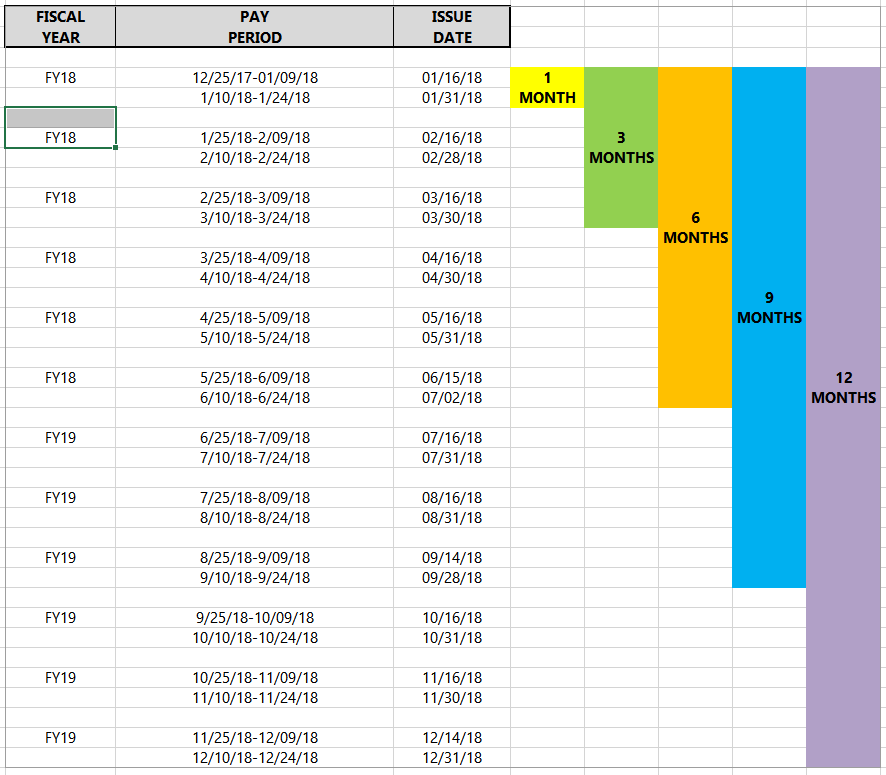 FISCAL YEAR PAY PERIOD ISSUE DATE
FY18 12/25/17-01/09/18 01/16/18 1
1/10/18-1/24/18 01/31/18 MONTH
FY18 1/25/18-2/09/18 02/16/18 3
2/10/18-2/24/18 02/28/18 MONTHS
FY18 2/25/18-3/09/18 03/16/18
3/10/18-3/24/18 03/30/18 6
MONTHS
FY18 3/25/18-4/09/18 04/16/18
4/10/18-4/24/18 04/30/18
9
FY18 4/25/18-5/09/18 05/16/18 MONTHS
5/10/18-5/24/18 05/31/18
FY18 5/25/18-6/09/18 06/15/18 12
6/10/18-6/24/18 07/02/18 MONTHS
FY19 6/25/18-7/09/18 07/16/18
7/10/18-7/24/18 07/31/18
FY19 7/25/18-8/09/18 08/16/18
8/10/18-8/24/18 08/31/18
FY19 8/25/18-9/09/18 09/14/18
9/10/18-9/24/18 09/28/18
FY19 9/25/18-10/09/18 10/16/18
10/10/18-10/24/18 10/31/18
FY19 10/25/18-11/09/18 11/16/18
11/10/18-11/24/18 11/30/18
FY19 11/25/18-12/09/18 12/14/18
12/10/18-12/24/18 12/31/18